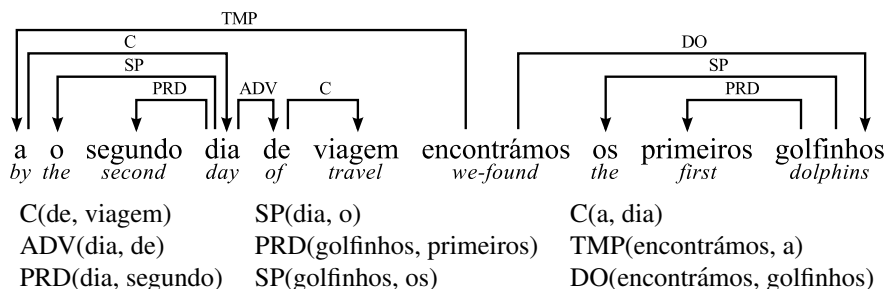 TMP
C DO
SP SP
PRD ADV C PRD
a o segundo dia de viagem encontrámos os primeiros golfinhos
by the second day of travel we-found the first dolphins
C(de, viagem) SP(dia, o) C(a, dia)
ADV(dia, de) PRD(golfinhos, primeiros) TMP(encontrámos, a)
PRD(dia, segundo) SP(golfinhos, os) DO(encontrámos, golfinhos)